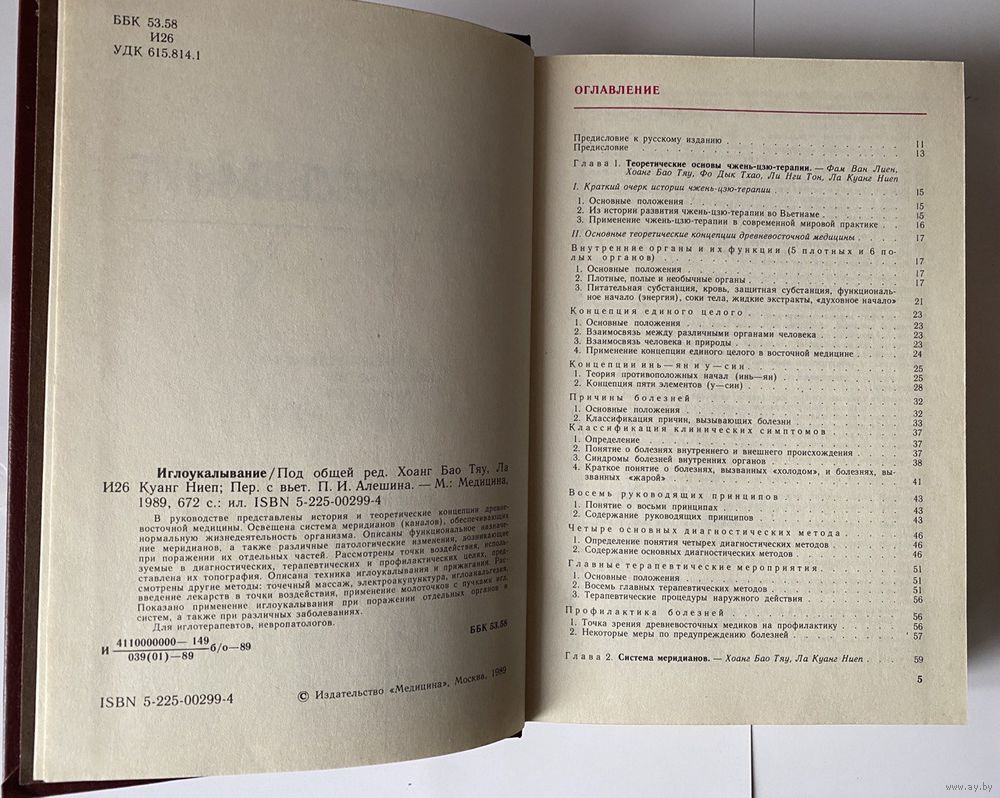 ББК 53.58
И26
УДК 615.814.1
Иглоукалывание/Под общей ред. Хоанг Бао Тяу, Ла
И26 Куанг Ниеп; Пер. с вьет. П. И. Алешина. — М.: Медицина,
1989, 672 с.: ил. ISBN 5-225-00299-4
В руководстве представлены история и теоретические концепции древне-
восточной медицины. Освещена система меридианов (каналов), обеспечивающих
нормальную жизнедеятельность организма. Описаны функциональное назначе-
ние меридианов, а также различные патологические изменения, возникающие
при поражении их отдельных частей. Рассмотрены точки воздействия, исполь-
зуемые в диагностических, терапевтических и профилактических целях, пред-
ставлена их топография. Описана техника иглоукалывания и прижигания. Рас-
смотрены другие методы: точечный массаж, электроакупунктура, иглоанальгезия,
введение лекарств в точки воздействия, применение молоточков с пучками игл.
Показано применение иглоукалывания при поражении отдельных органов и
систем, а также при различных заболеваниях.
Для иглотерапевтов, невропатологов.
И 4110000000—149
039(01)—89 б/о—89
ББК 53.58
ISBN 5-225-00299-4
© Издательство «Медицина», Москва, 1989
ОГЛАВЛЕНИЕ
Предисловие к русскому изданию . . . . . 11
Предисловие . . . . . 13
Глава 1. Теоретические основы чжень-цзю-терапии. — Фам Ван Лиен,
Хоанг Бао Тяу, Фо Дык Тхао, Ли Нги Тон, Ла Куанг Ниеп
I. Краткий очерк истории чжень-цзю-терапии . . . . . 15
1. Основные положения . . . . . 15
2. Из истории развития чжень-цзю-терапии во Вьетнаме . . . . . 15
3. Применение чжень-цзю-терапии в современной мировой практике . . 16
II. Основные теоретические концепции древневосточной медицины . . . . . 17
Внутренние органы и их функции (5 плотных и 6 по-
лых органов) . . . . . 17
1. Основные положения . . . . . 17
2. Плотные, полые и необычные органы . . . . . 17
3. Питательная субстанция, кровь, защитная субстанция, функциональ-
ное начало (энергия), соки тела, жидкие экстракты, «духовное начало» 21
Концепция единого целого . . . . . 23
1. Основные положения . . . . . 23
2. Взаимосвязь между различными органами человека . . . . . 23
3. Взаимосвязь человека и природы . . . . . 23
4. Применение концепции единого целого в восточной медицине . . . . 24
Концепции инь—ян и у—син . . . . . 25
1. Теория противоположных начал (инь—ян) . . . . . 25
2. Концепция пяти элементов (у—син) . . . . . 28
Причины болезней . . . . . 32
1. Основные положения . . . . . 32
2. Классификация причин, вызывающих болезни . . . . . 33
Классификация клинических симптомов . . . . . 37
1. Определение . . . . . 37
2. Понятие о болезнях внутреннего и внешнего происхождения . . . . 37
3. Синдромы болезней внутренних органов . . . . . 38
4. Краткое понятие о болезнях, вызванных «холодом», и болезнях, вы-
званных «жарой» . . . . . 41
Восемь руководящих принципов . . . . . 43
1. Понятие о восьми принципах . . . . . 43
2. Содержание руководящих принципов . . . . . 43
Четыре основных диагностических метода . . . . . 46
1. Определение понятия четырех диагностических методов . . . . . 46
2. Содержание основных диагностических методов . . . . . 46
Главные терапевтические мероприятия . . . . . 51
1. Основные положения . . . . . 51
2. Восемь главных терапевтических методов . . . . . 51
3. Терапевтические процедуры наружного действия . . . . . 56
Профилактика болезней . . . . . 56
1. Точка зрения древневосточных медиков на профилактику . . . . . 56
2. Некоторые меры по предупреждению болезней . . . . . 57
Глава 2. Система меридианов. — Хоанг Бао Тяу, Ла Куанг Ниеп . . . . 59
5
www.ay.by